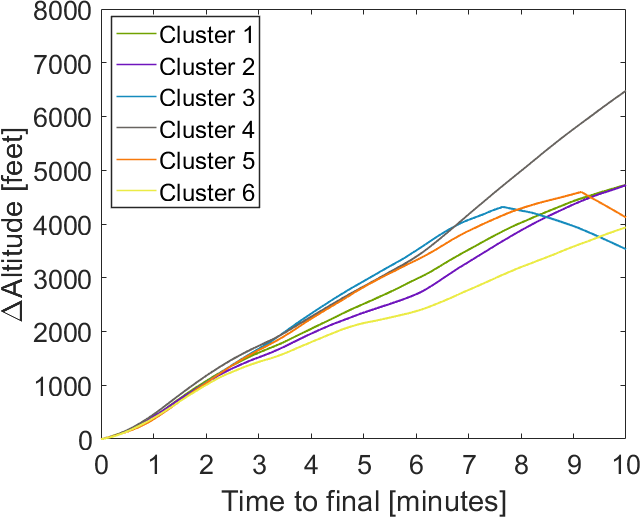 8000
7000
6000
5000
4000
3000
2000
1000
0
ΔAltitude [feet]
Cluster 1
Cluster 2
Cluster 3
Cluster 4
Cluster 5
Cluster 6
0 1 2 3 4 5 6 7 8 9 10
Time to final [minutes]